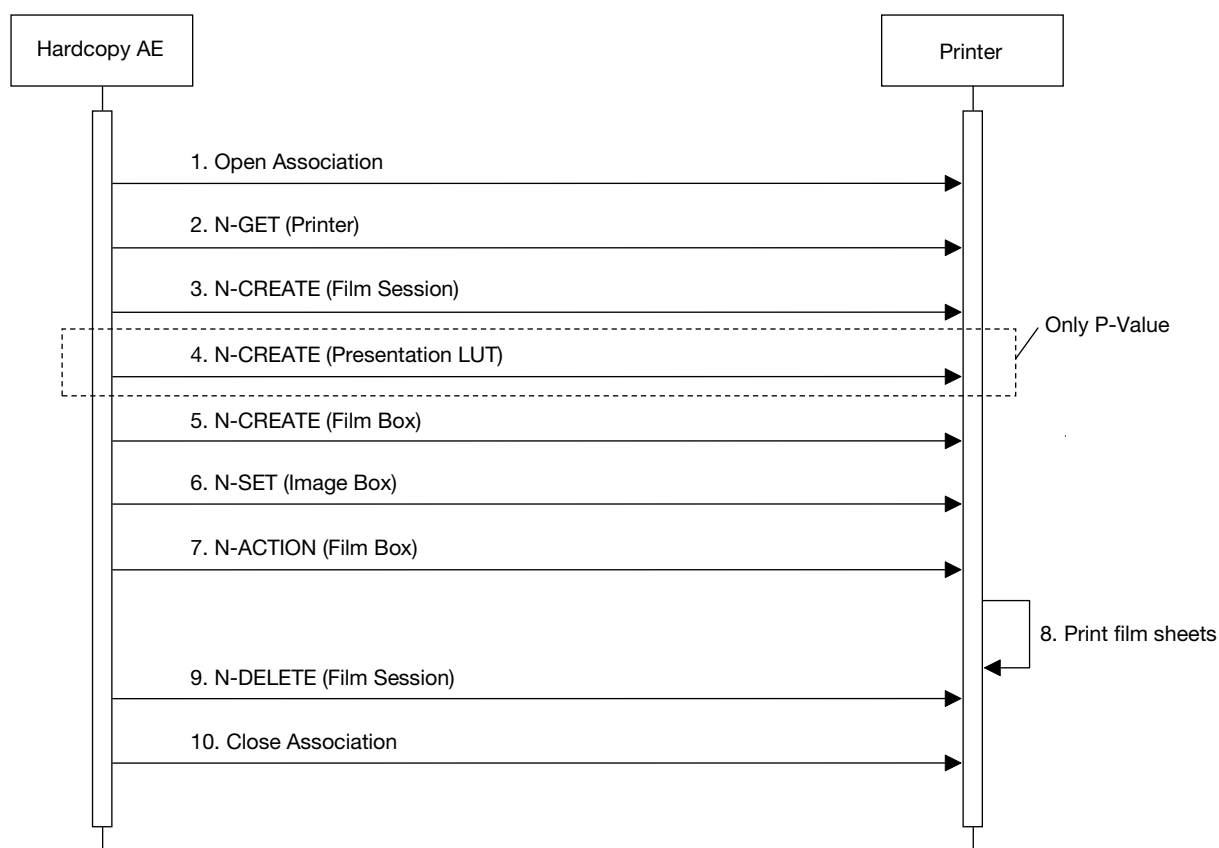 Hardcopy AE
Printer
1. Open Association
2. N-GET (Printer)
3. N-CREATE (Film Session)
Only P-Value
4. N-CREATE (Presentation LUT)
5. N-CREATE (Film Box)
6. N-SET (Image Box)
7. N-ACTION (Film Box)
8. Print film sheets
9. N-DELETE (Film Session)
10. Close Association